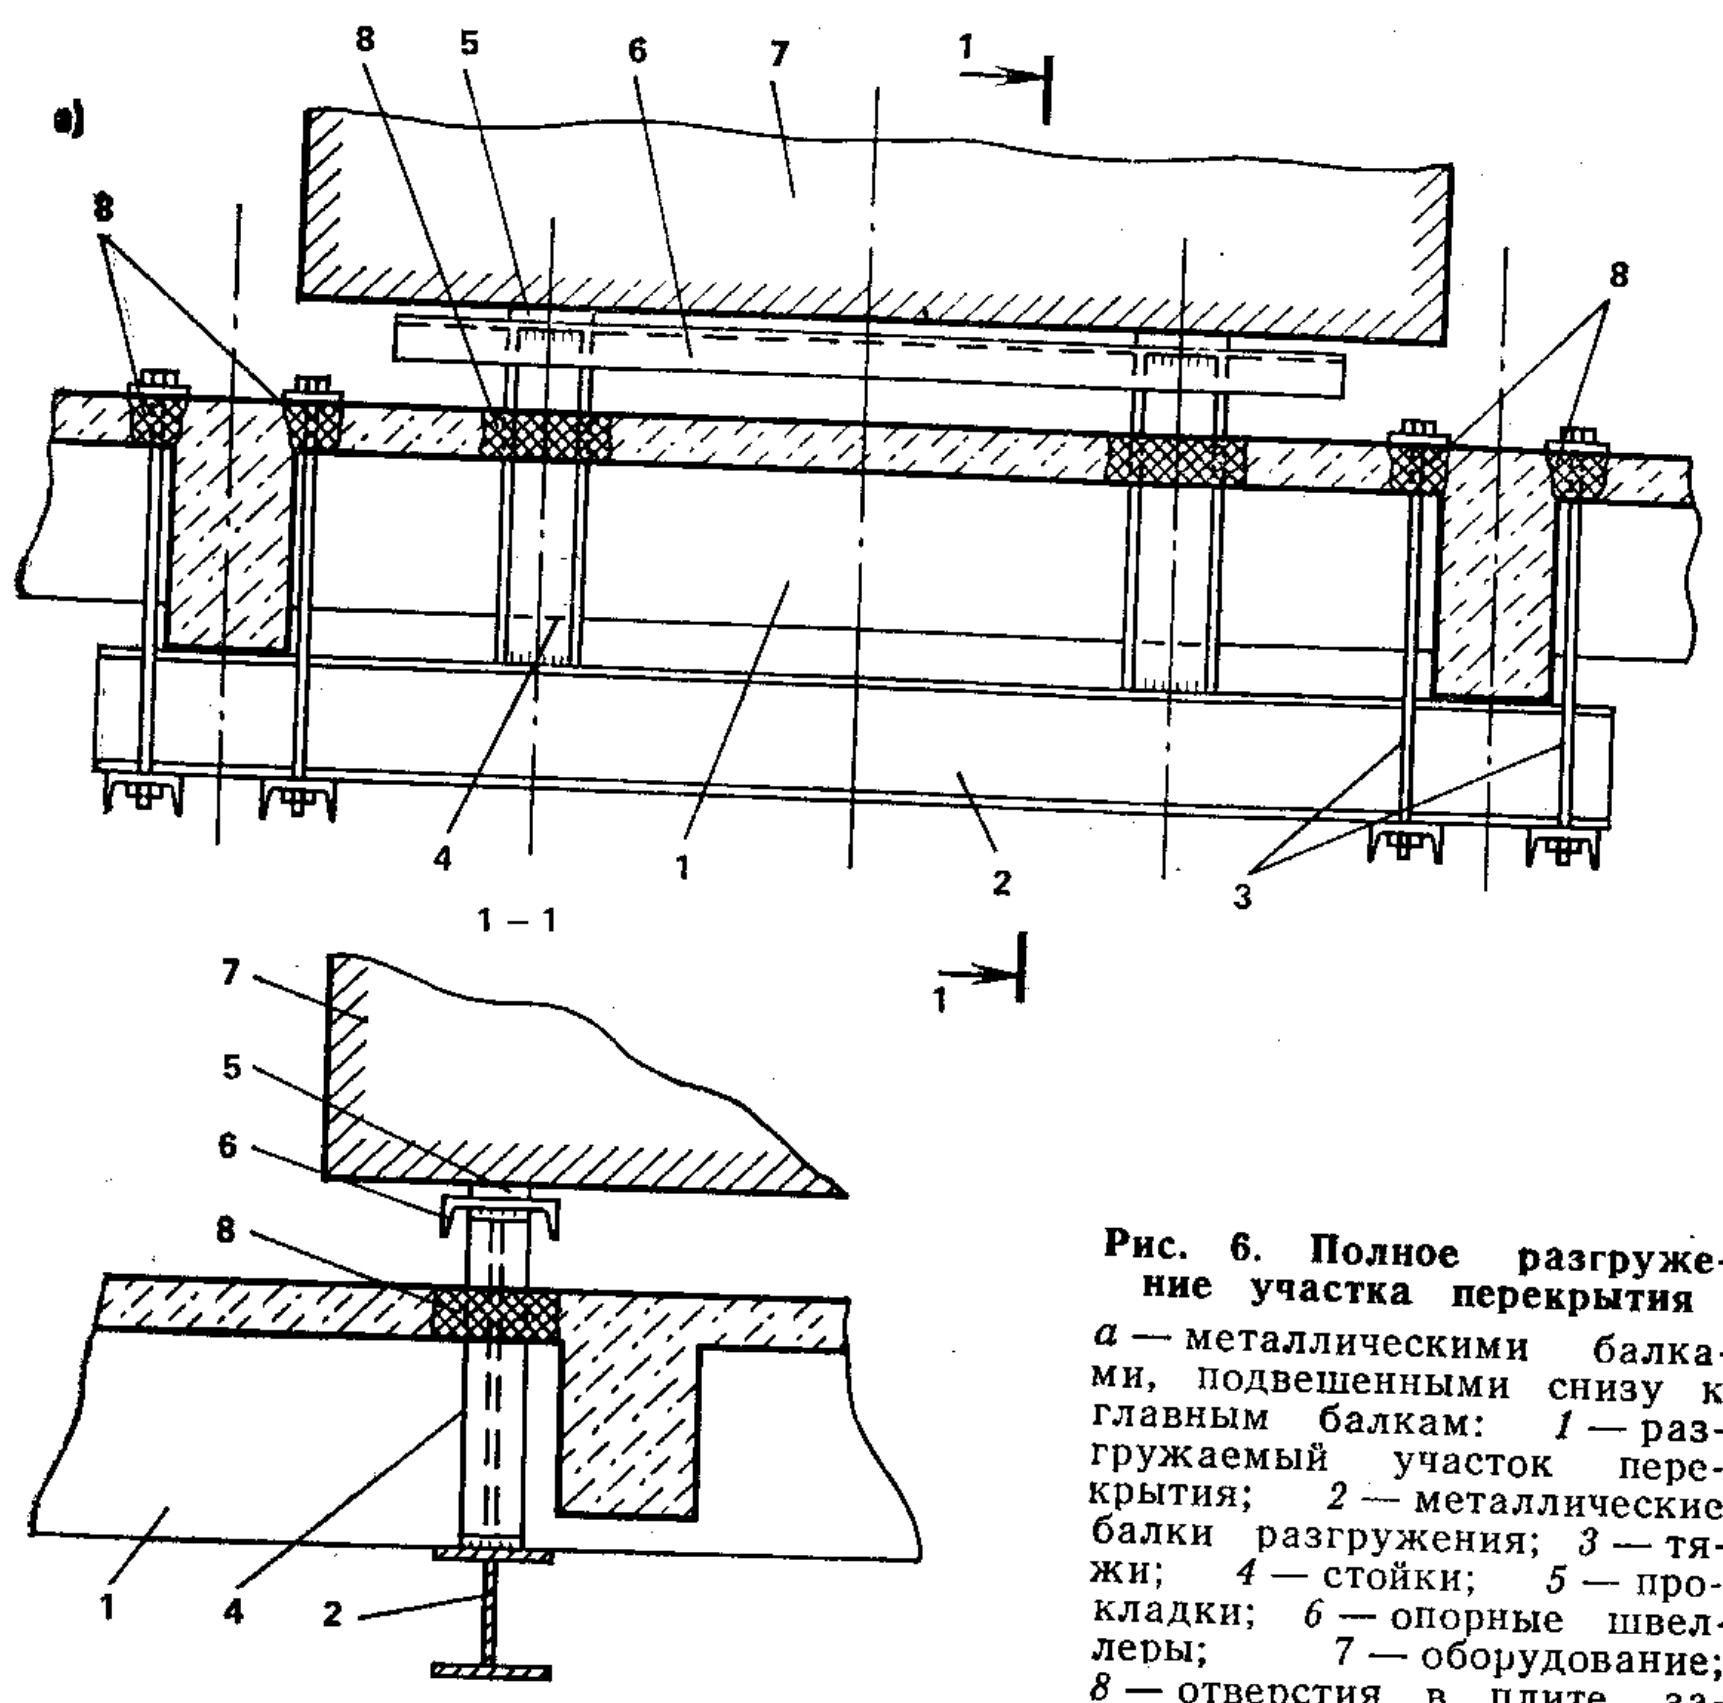 8 5 6 7 1
а)
8
8
4 1 2 3
1 – 1
7
1
5
6
8
1 4 2
Рис. 6. Полное разгруже-
ние участка перекрытия
а — металлическими балка-
ми, подвешенными снизу к
главным балкам: 1 — раз-
гружаемый участок пере-
крытия; 2 — металлические
балки разгружения; 3 — тя-
жи; 4 — стойки; 5 — про-
кладки; 6 — опорные швел-
леры; 7 — оборудование;
8 — отверстия в плите, за-